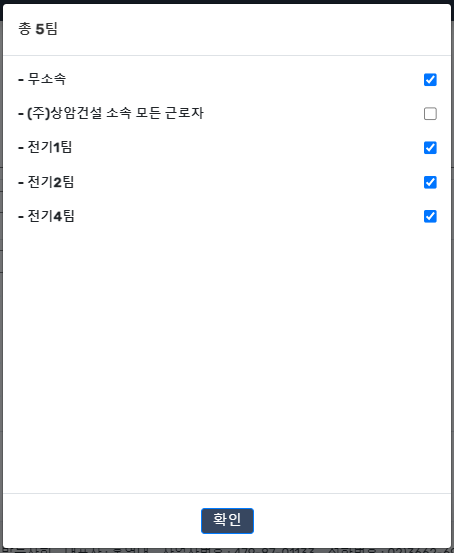 총 5팀
- 무소속
- (주)상암건설 소속 모든 근로자
- 전기1팀
- 전기2팀
- 전기4팀
확인